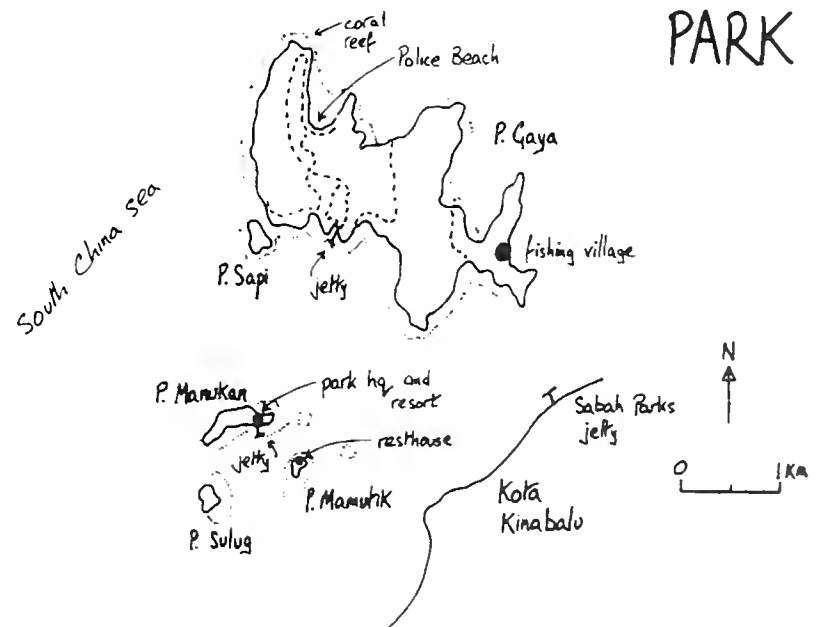 PARK
coral
reef
Police Beach
P. Gaya
South China sea
fishing village
P. Sapi
jetty
P. Manukan
park hq and
resort
N
Sabah Parks
jetty
resthouse
jetty
0 1 Km
P. Mamutik
Kota
Kinabalu
P. Sulug